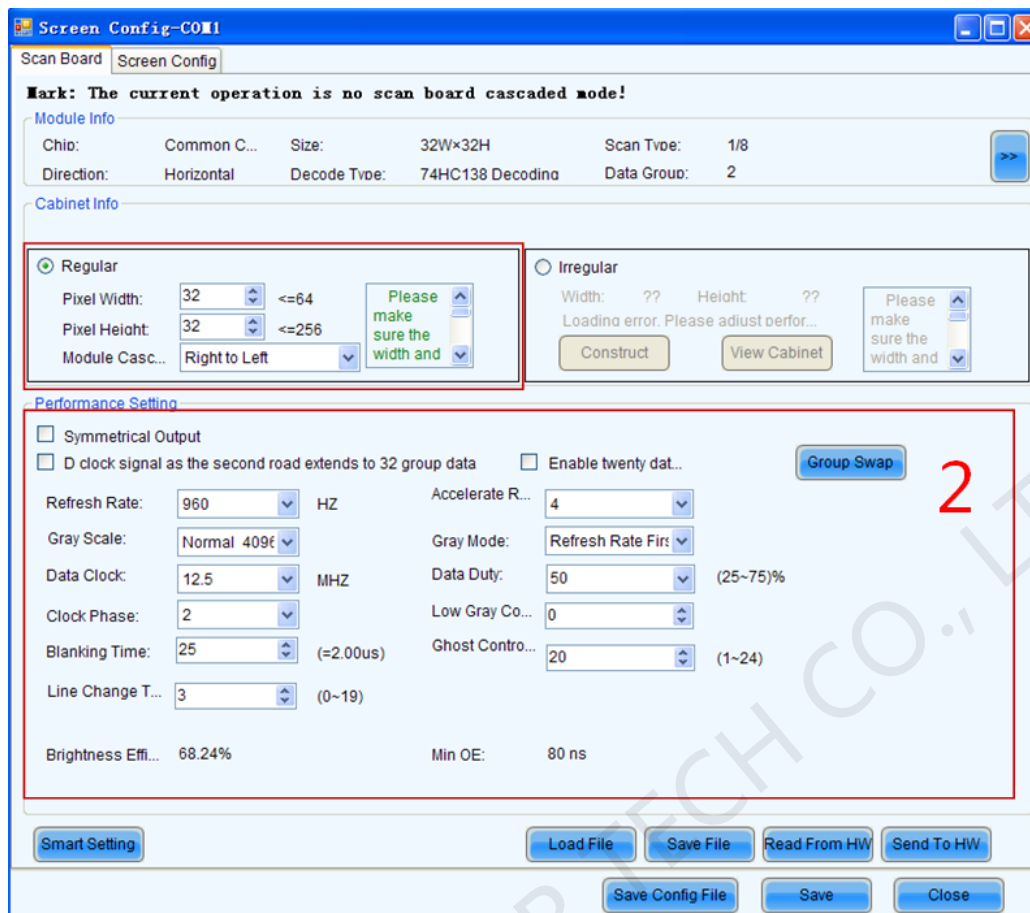 Screen Config-COM1
Scan Board Screen Config
Mark: The current operation is no scan board cascaded mode!
Module Info
Chip: Common C... Size: 32W×32H Scan Type: 1/8
>>
Direction: Horizontal Decode Type: 74HC138 Decoding Data Group: 2
Cabinet Info
Regular
Pixel Width: 32 <=64
Pixel Height: 32 <=256
Module Casc... Right to Left
Please
make
sure the
width and
Irregular
Width: ?? Height: ??
Loading error. Please adjust perfor...
Construct View Cabinet
Please
make
sure the
width and
Performance Setting
Symmetrical Output
D clock signal as the second road extends to 32 group data Enable twenty dat... Group Swap
2
Refresh Rate: 960 HZ Accelerate R... 4
Gray Scale: Normal 4096 Gray Mode: Refresh Rate Firs
Data Clock: 12.5 MHZ Data Duty: 50 (25~75)%
Clock Phase: 2 Low Gray Co... 0
Blanking Time: 25 (=2.00us) Ghost Contro... 20 (1~24)
Line Change T... 3 (0~19)
Brightness Effi... 68.24% Min OE: 80 ns
Smart Setting Load File Save File Read From HW Send To HW
Save Config File Save Close
TECH CO., LT